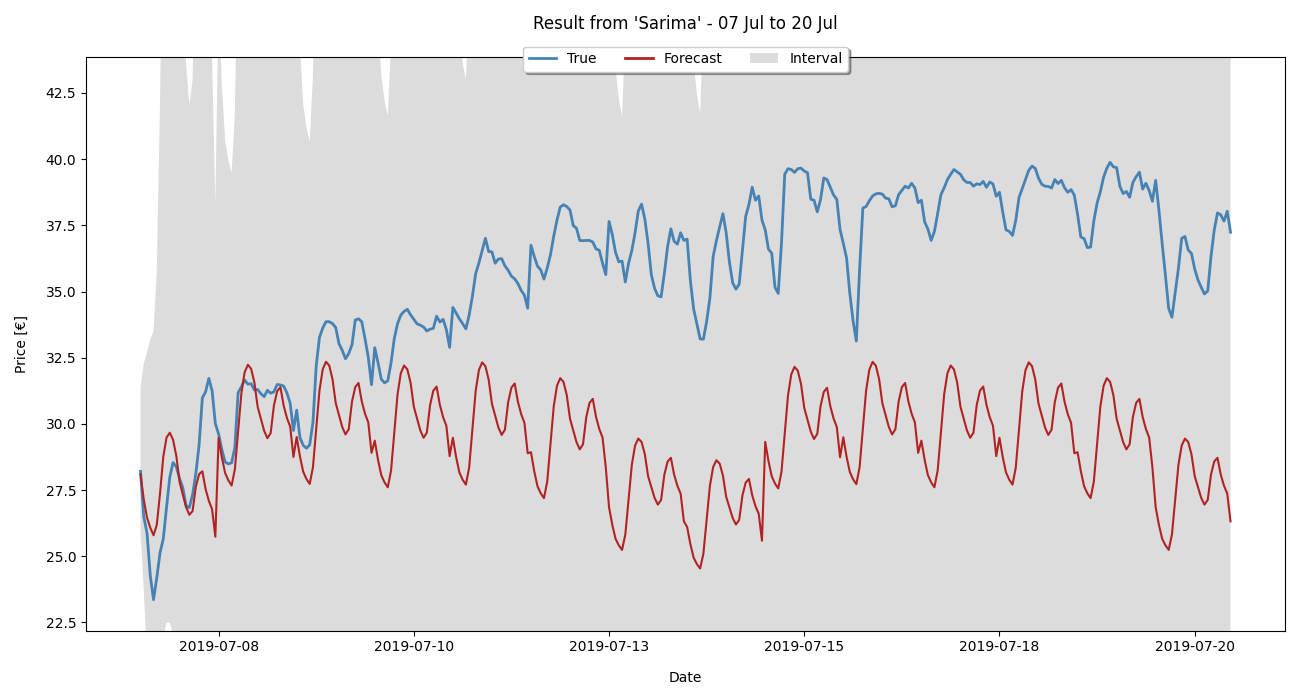 Result from 'Sarima' - 07 Jul to 20 Jul
True Forecast Interval
42.5
40.0
37.5
35.0
32.5
30.0
27.5
25.0
22.5
Price [€]
2019-07-08 2019-07-10 2019-07-13 2019-07-15 2019-07-18 2019-07-20
Date